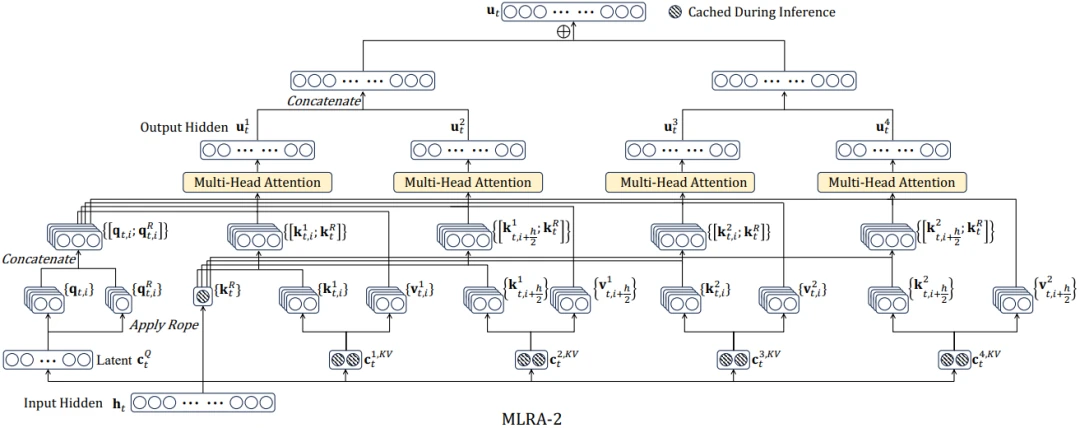 u_t
Cached During Inference
Concatenate
Output Hidden u_t^1 u_t^2 u_t^3 u_t^4
Multi-Head Attention Multi-Head Attention Multi-Head Attention Multi-Head Attention
{[q_{t,i}; q_{t,i}^R]} {[k_{t,i}^1; k_t^R]} {[k_{t,i+h/2}^1; k_t^R]} {[k_{t,i}^2; k_t^R]} {[k_{t,i+h/2}^2; k_t^R]}
Concatenate
{q_{t,i}} {q_{t,i}^R} {k_t^R} {k_{t,i}^1} {v_{t,i}^1} {k_{t,i+h/2}^1} {v_{t,i+h/2}^1} {k_{t,i}^2} {v_{t,i}^2} {k_{t,i+h/2}^2} {v_{t,i+h/2}^2}
Apply Rope
Latent c_t^Q c_t^{1,KV} c_t^{2,KV} c_t^{3,KV} c_t^{4,KV}
Input Hidden h_t
MLRA-2